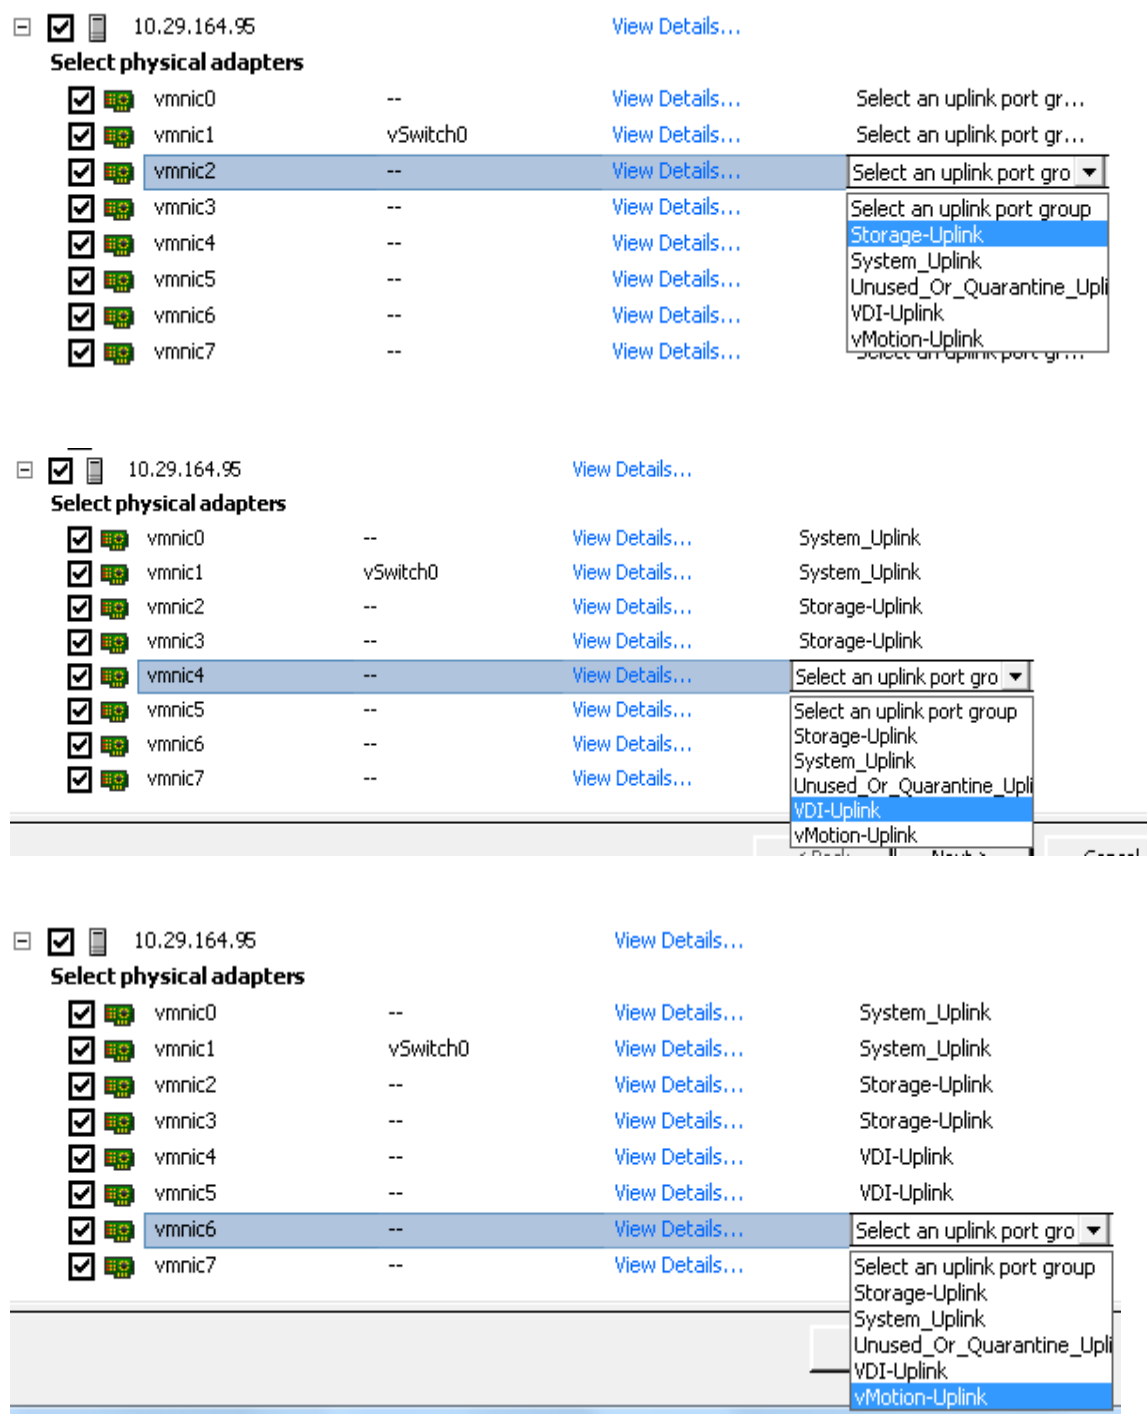 10.29.164.95 View Details...
Select physical adapters
vmnic0 -- View Details... Select an uplink port gr...
vmnic1 vSwitch0 View Details... Select an uplink port gr...
vmnic2 -- View Details... Select an uplink port gro
vmnic3 -- View Details... Select an uplink port group
Storage-Uplink
vmnic4 -- View Details... System_Uplink
vmnic5 -- View Details... Unused_Or_Quarantine_Upli
vmnic6 -- View Details... VDI-Uplink
vMotion-Uplink
vmnic7 -- View Details... Select an uplink port gr...
10.29.164.95 View Details...
Select physical adapters
vmnic0 -- View Details... System_Uplink
vmnic1 vSwitch0 View Details... System_Uplink
vmnic2 -- View Details... Storage-Uplink
vmnic3 -- View Details... Storage-Uplink
vmnic4 -- View Details... Select an uplink port gro
vmnic5 -- View Details... Select an uplink port group
Storage-Uplink
vmnic6 -- View Details... System_Uplink
vmnic7 -- View Details... Unused_Or_Quarantine_Upli
VDI-Uplink
vMotion-Uplink
10.29.164.95 View Details...
Select physical adapters
vmnic0 -- View Details... System_Uplink
vmnic1 vSwitch0 View Details... System_Uplink
vmnic2 -- View Details... Storage-Uplink
vmnic3 -- View Details... Storage-Uplink
vmnic4 -- View Details... VDI-Uplink
vmnic5 -- View Details... VDI-Uplink
vmnic6 -- View Details... Select an uplink port gro
vmnic7 -- View Details... Select an uplink port group
Storage-Uplink
System_Uplink
Unused_Or_Quarantine_Upli
VDI-Uplink
vMotion-Uplink